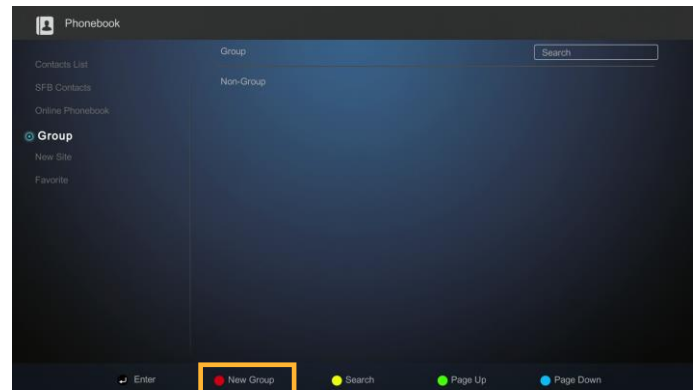 Phonebook
Group
Search
Contacts List
Non-Group
SFB Contacts
Online Phonebook
Group
New Site
Favorite
Enter
New Group
Search
Page Up
Page Down